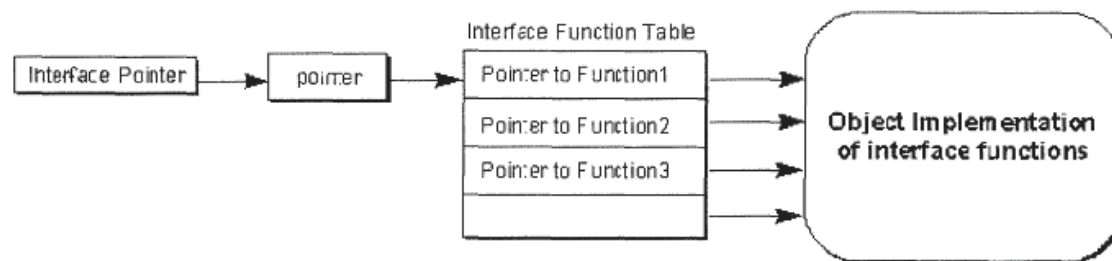 Interface Function Table
Interface Pointer
pointer
Pointer to Function1
Pointer to Function2
Pointer to Function3
Object Implementation
of interface functions